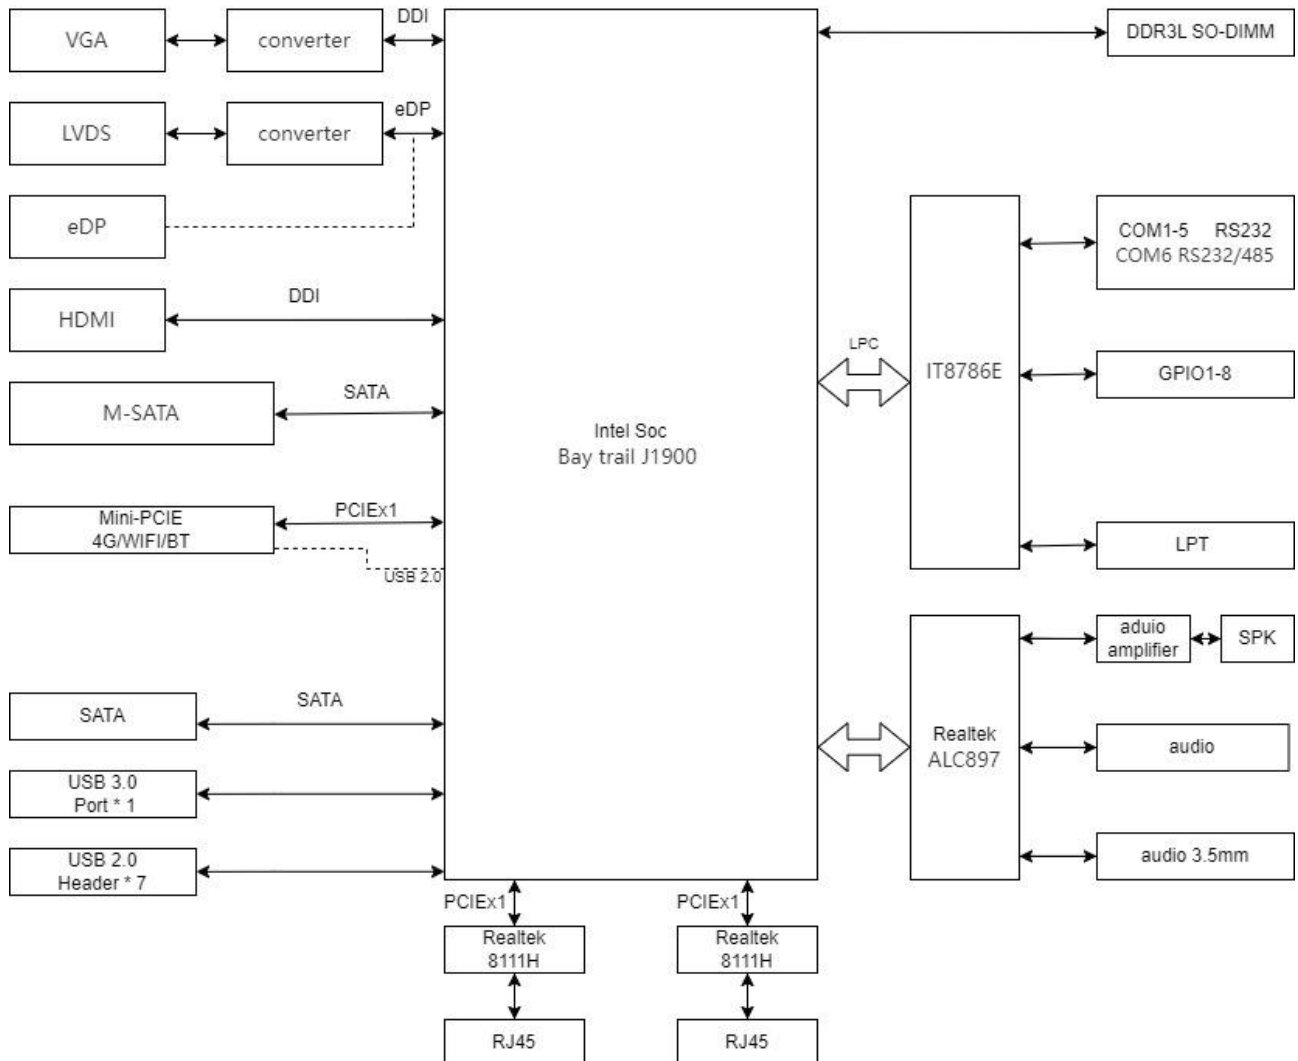 VGA
converter
DDI
DDR3L SO-DIMM
LVDS
converter
eDP
eDP
COM1-5 RS232
COM6 RS232/485
HDMI
DDI
LPC
IT8786E
GPIO1-8
M-SATA
SATA
Intel Soc
Bay trail J1900
Mini-PCIE
4G/WIFI/BT
PCIEx1
USB 2.0
LPT
aduio
amplifier
SPK
SATA
SATA
Realtek
ALC897
audio
USB 3.0
Port * 1
USB 2.0
Header * 7
audio 3.5mm
PCIEx1
PCIEx1
Realtek
8111H
Realtek
8111H
RJ45
RJ45